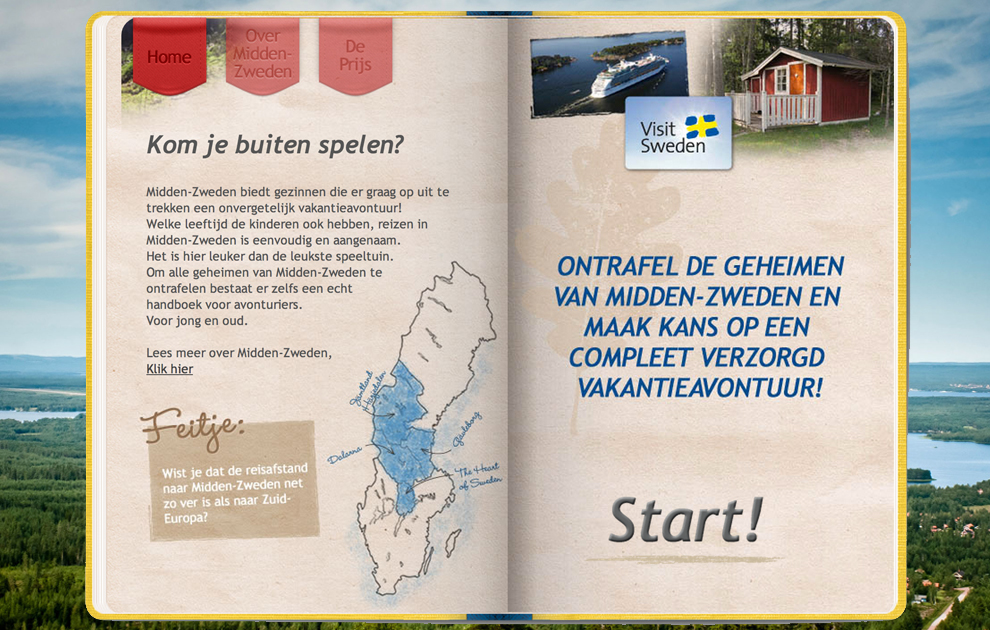 Home
Over
Midden-
Zweden
De
Prijs
Kom je buiten spelen?
Midden-Zweden biedt gezinnen die er graag op uit te
trekken een onvergetelijk vakantieavontuur!
Welke leeftijd de kinderen ook hebben, reizen in
Midden-Zweden is eenvoudig en aangenaam.
Het is hier leuker dan de leukste speeltuin.
Om alle geheimen van Midden-Zweden te
ontrafelen bestaat er zelfs een echt
handboek voor avonturiers.
Voor jong en oud.
Lees meer over Midden-Zweden,
Klik hier
Feitje:
Wist je dat de reisafstand
naar Midden-Zweden net
zo ver is als naar Zuid-
Europa?
Jämtland
Härjedalen
Gävleborg
Dalarna
The Heart
of Sweden
Visit
Sweden
ONTRAFEL DE GEHEIMEN
VAN MIDDEN-ZWEDEN EN
MAAK KANS OP EEN
COMPLEET VERZORGD
VAKANTIEAVONTUUR!
Start!